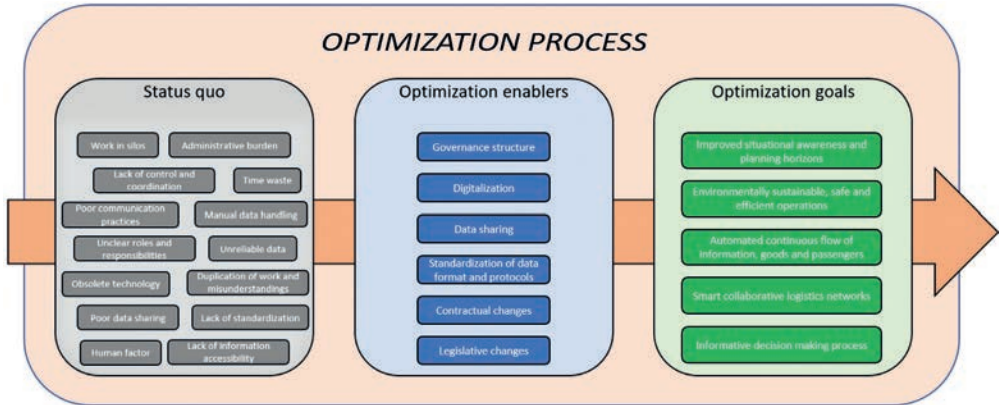 OPTIMIZATION PROCESS
Status quo
Work in silos
Administrative burden
Lack of control and
coordination
Time waste
Poor communication
practices
Manual data handling
Unclear roles and
responsibilities
Unreliable data
Obsolete technology
Duplication of work and
misunderstandings
Poor data sharing
Lack of standardization
Human factor
Lack of information
accessibility
Optimization enablers
Governance structure
Digitalization
Data sharing
Standardization of data
format and protocols
Contractual changes
Legislative changes
Optimization goals
Improved situational awareness and
planning horizons
Environmentally sustainable, safe and
efficient operations
Automated continuous flow of
information, goods and passengers
Smart collaborative logistics networks
Informative decision making process